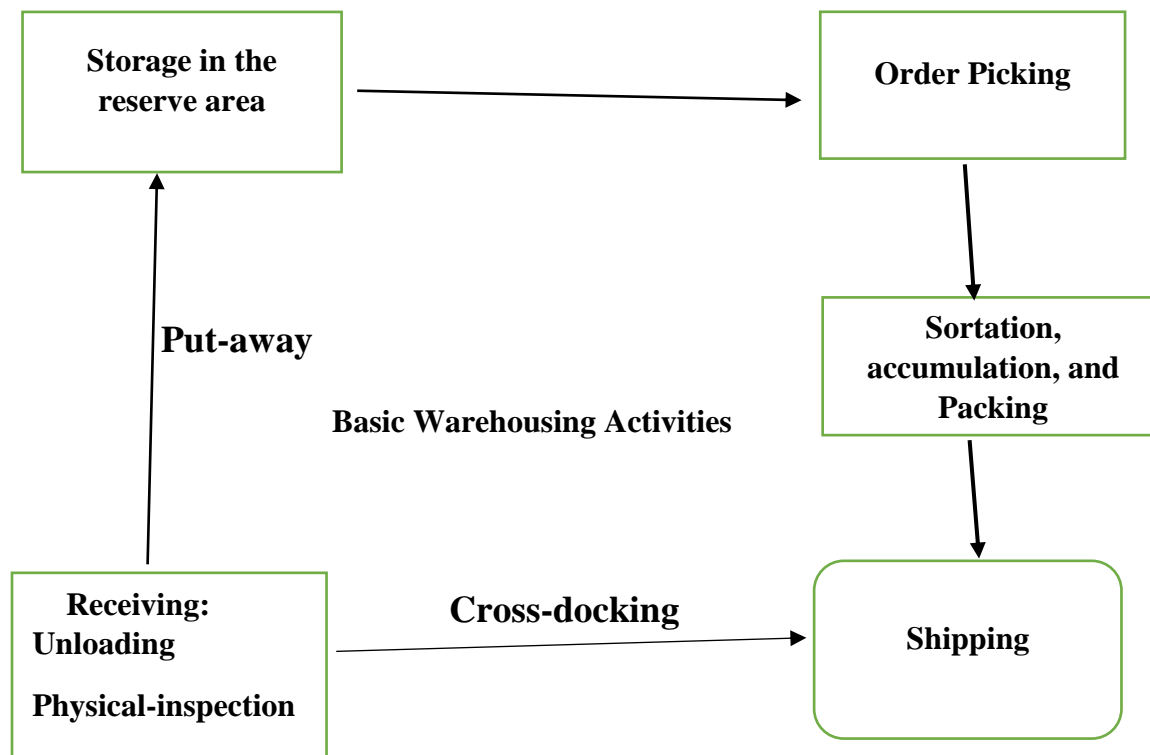 Storage in the
reserve area
Order Picking
Put-away
Sortation,
accumulation, and
Packing
Basic Warehousing Activities
Receiving:
Unloading
Physical-inspection
Cross-docking
Shipping